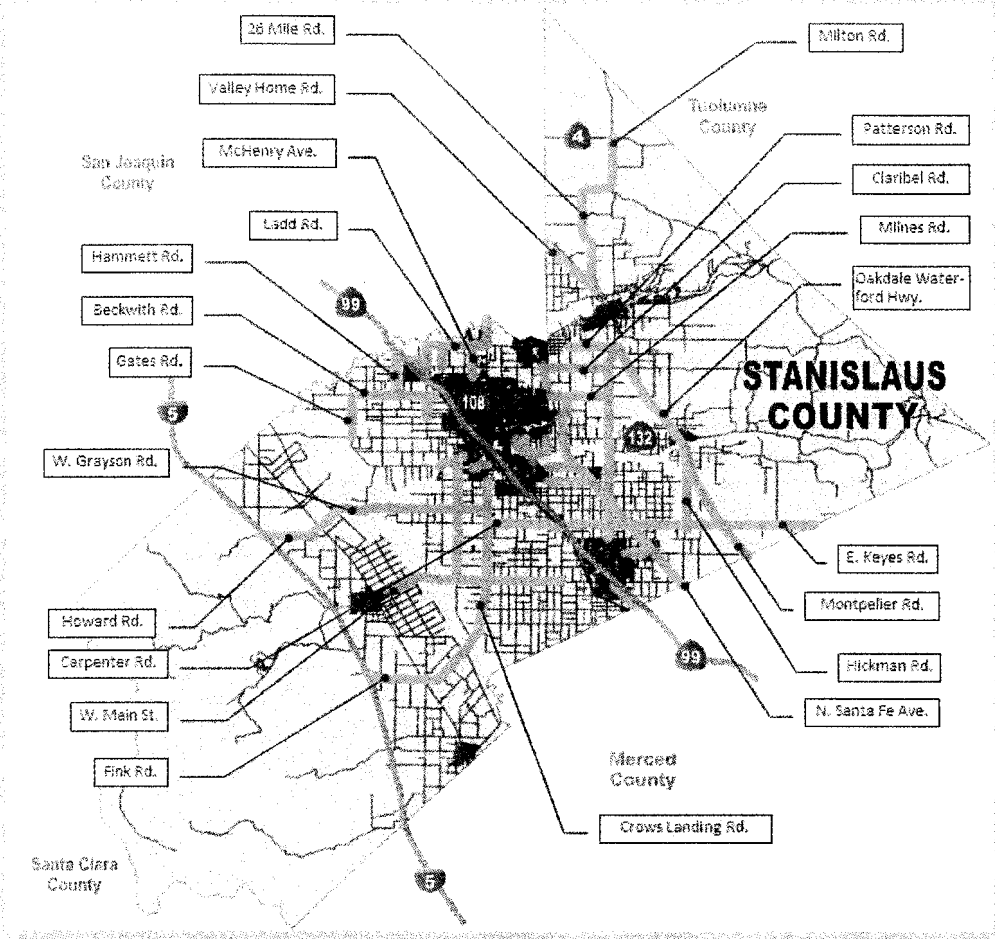 26 Mile Rd.
Milton Rd.
Valley Home Rd.
Tuolumne
County
4
Patterson Rd.
McHenry Ave.
San Joaquin
County
Claribel Rd.
Ladd Rd.
Milnes Rd.
Hammett Rd.
Oakdale Water-
ford Hwy.
99
Beckwith Rd.
Gates Rd.
STANISLAUS
COUNTY
108
5
132
W. Grayson Rd.
E. Keyes Rd.
Howard Rd.
Montpelier Rd.
Carpenter Rd.
99
Hickman Rd.
W. Main St.
N. Santa Fe Ave.
Fink Rd.
Merced
County
Crows Landing Rd.
Santa Clara
County
5